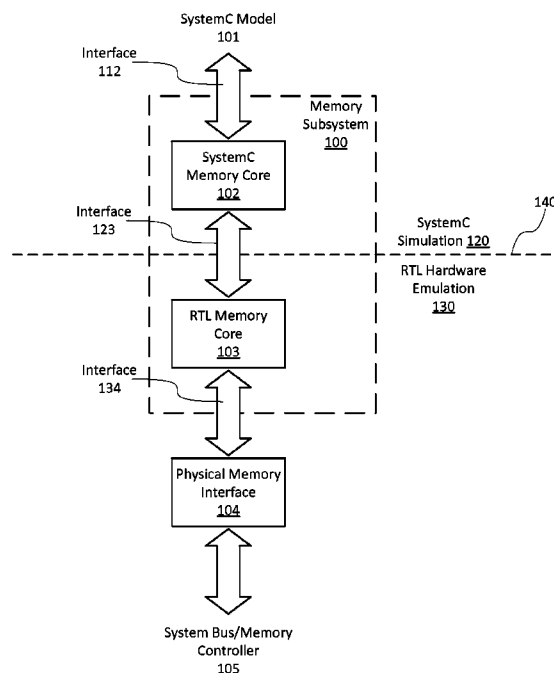 SystemC Model
101
Interface
112
Memory
Subsystem
100
SystemC
Memory Core
102
Interface
123
SystemC
Simulation 120
140
RTL Hardware
Emulation
130
RTL Memory
Core
103
Interface
134
Physical Memory
Interface
104
System Bus/Memory
Controller
105